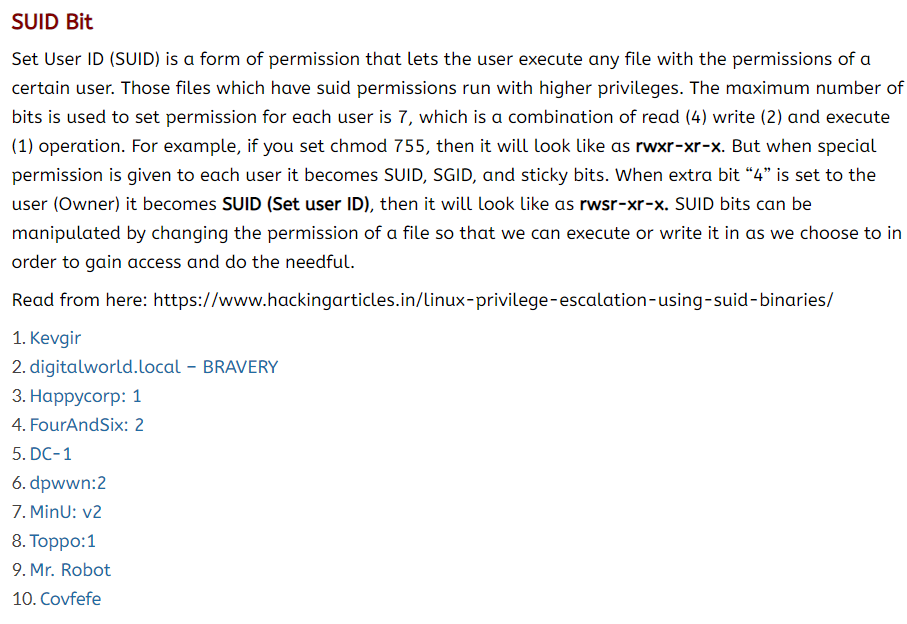 SUID Bit
Set User ID (SUID) is a form of permission that lets the user execute any file with the permissions of a
certain user. Those files which have suid permissions run with higher privileges. The maximum number of
bits is used to set permission for each user is 7, which is a combination of read (4) write (2) and execute
(1) operation. For example, if you set chmod 755, then it will look like as rwxr-xr-x. But when special
permission is given to each user it becomes SUID, SGID, and sticky bits. When extra bit “4” is set to the
user (Owner) it becomes SUID (Set user ID), then it will look like as rwsr-xr-x. SUID bits can be
manipulated by changing the permission of a file so that we can execute or write it in as we choose to in
order to gain access and do the needful.
Read from here: https://www.hackingarticles.in/linux-privilege-escalation-using-suid-binaries/
1. Kevgir
2. digitalworld.local – BRAVERY
3. Happycorp: 1
4. FourAndSix: 2
5. DC-1
6. dpwwn:2
7. MinU: v2
8. Toppo:1
9. Mr. Robot
10. Covfefe